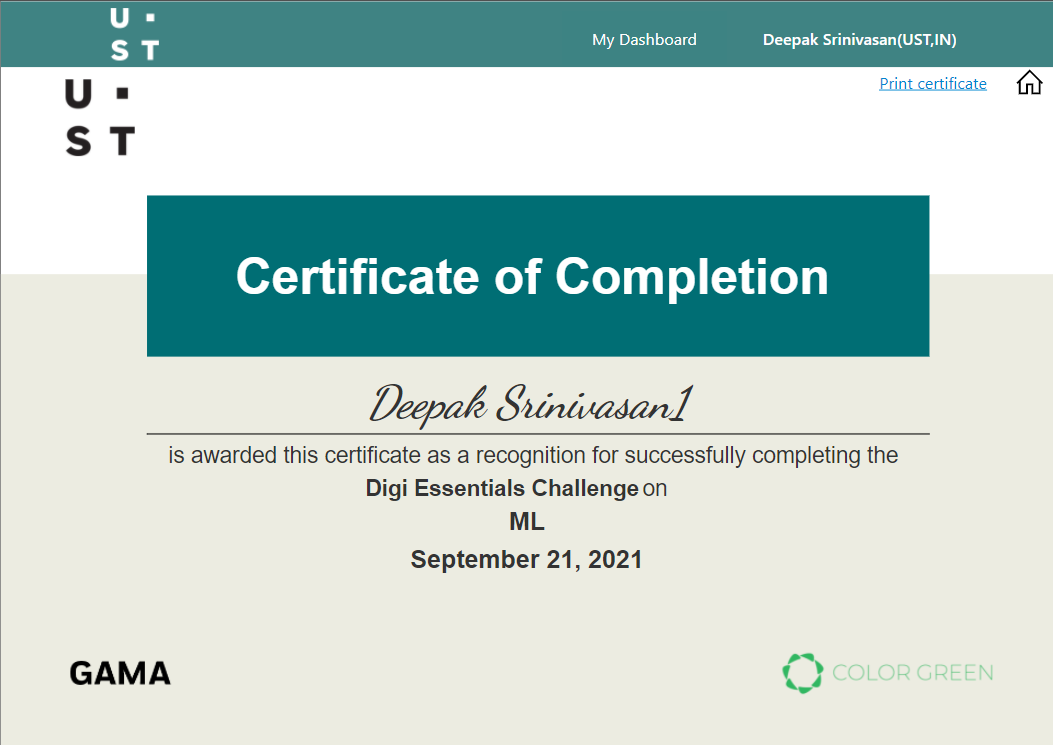 U ·
S T
My Dashboard
Deepak Srinivasan(UST,IN)
Print certificate
U ·
S T
Certificate of Completion
Deepak Srinivasan1
is awarded this certificate as a recognition for successfully completing the
Digi Essentials Challenge on
ML
September 21, 2021
GAMA
COLOR GREEN